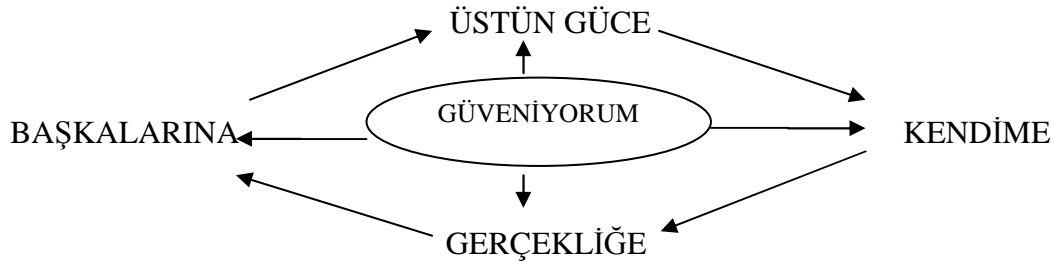 ÜSTÜN GÜCE
GÜVENİYORUM
BAŞKALARINA
KENDİME
GERÇEKLİĞE